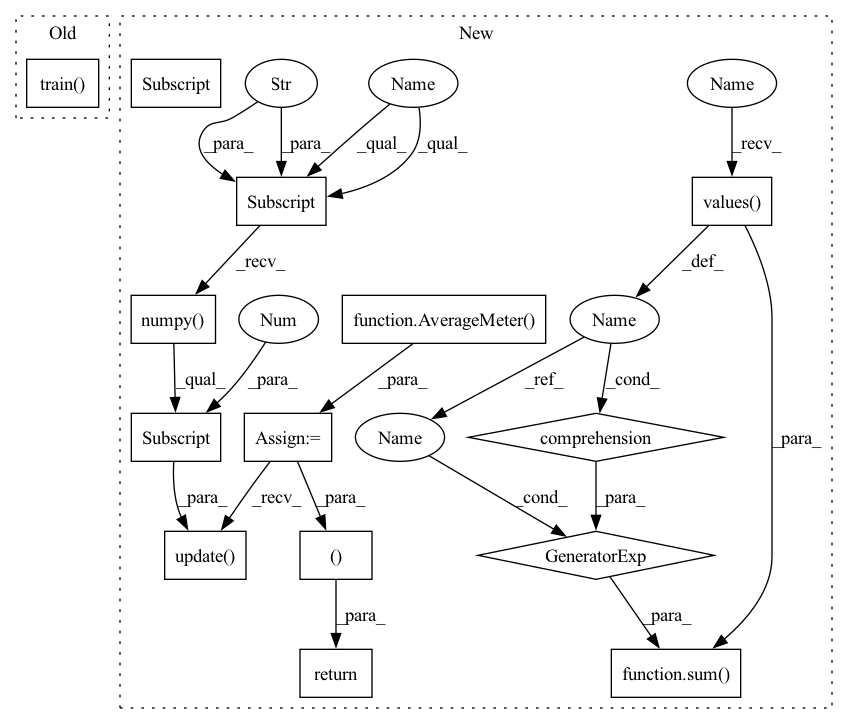 Old
New
train()
Subscript
Str
Name
Name
_para_
_para_
_qual_
_qual_
_recv_
Subscript
values()
_recv_
_def_
numpy()
Num
function.AverageMeter()
Name
_qual_
_para_
_para_
_ref_
_cond_
Subscript
Assign:=
Name
comprehension
_para_
_para_
_recv_
_para_
_cond_
_para_
update()
()
GeneratorExp
_para_
_para_
return
function.sum()